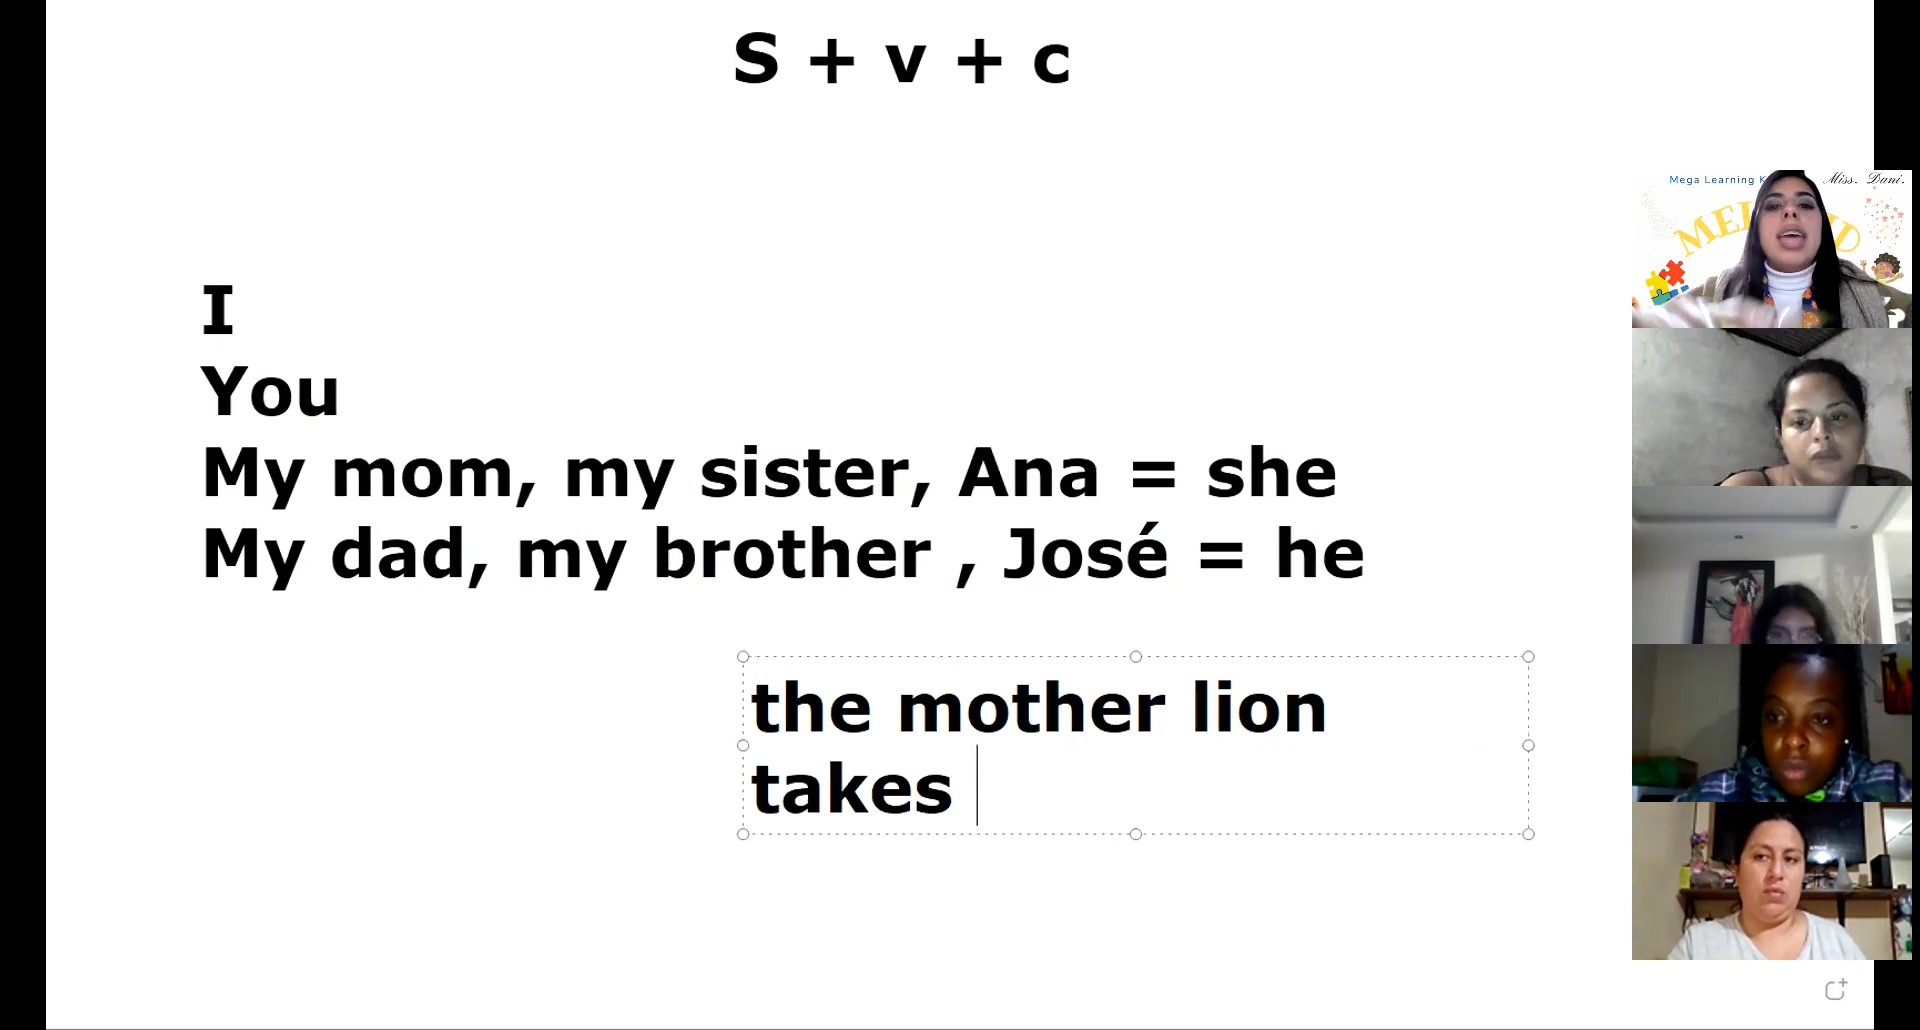 S + v + c
Mega Learning
Miss. Dani.
I
You
My mom, my sister, Ana = she
My dad, my brother , José = he
the mother lion
takes